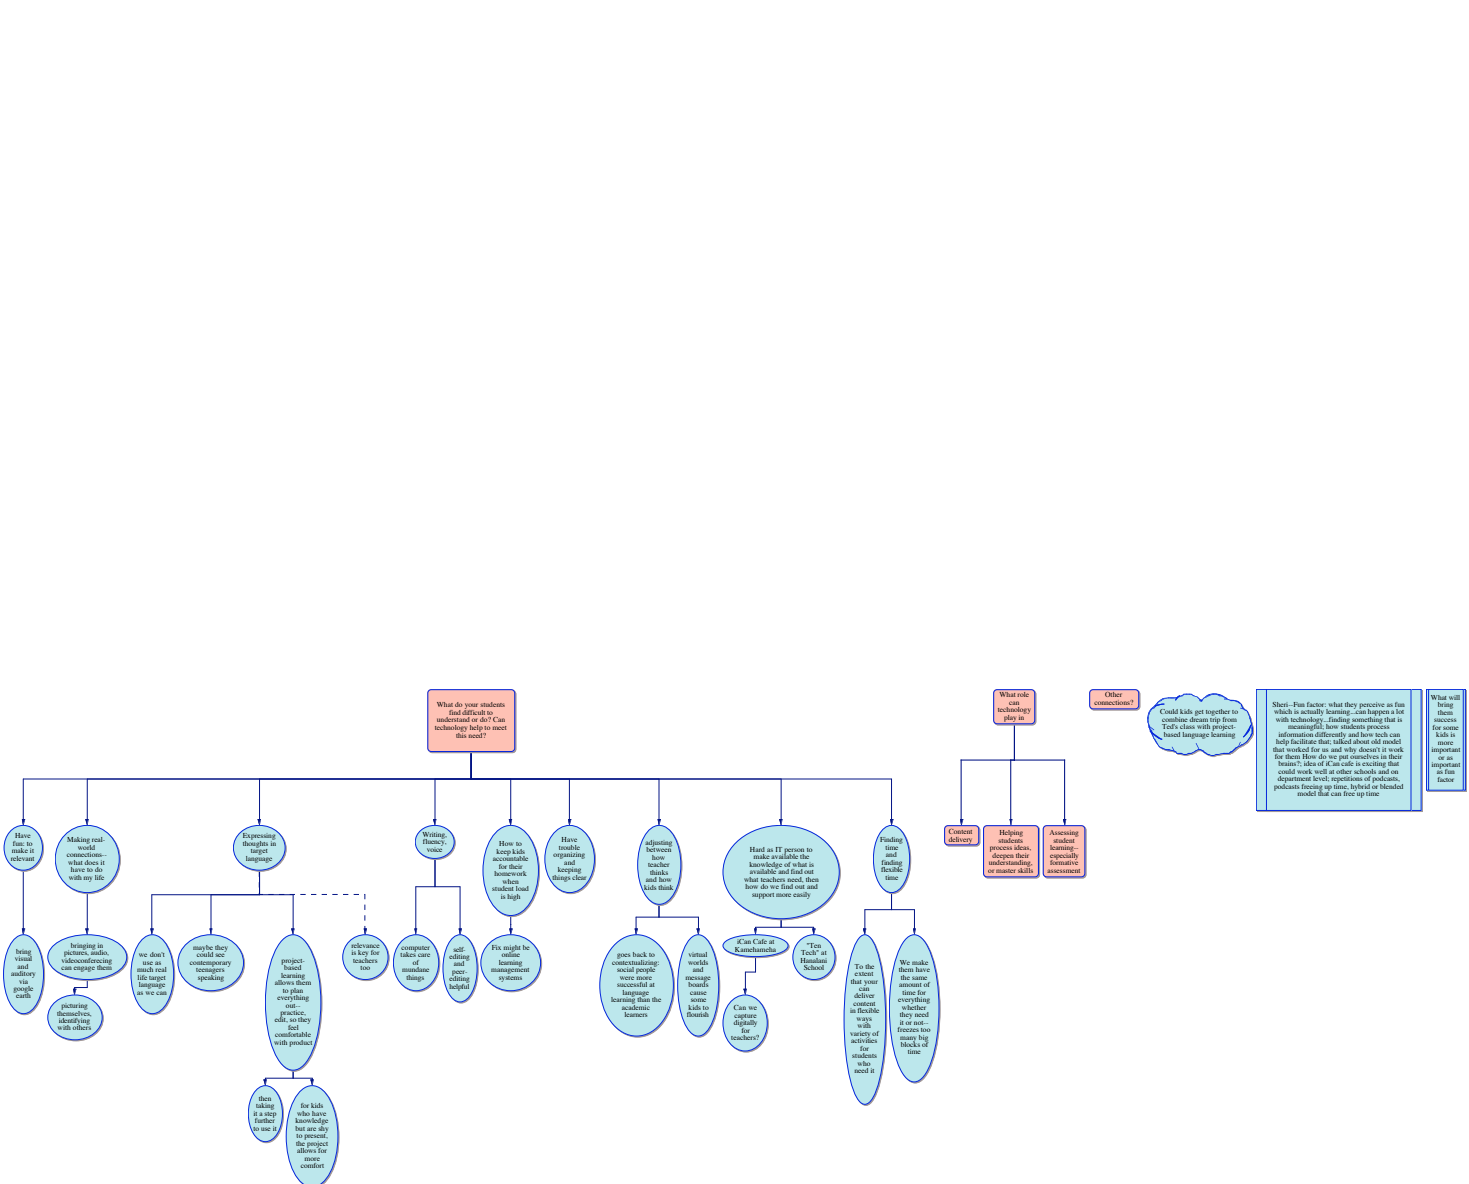 What do your students
find difficult to
understand or do? Can
technology help to meet
this need?
What role
can
technology
play in
Other
connections?
Could kids get together to
combine dream trip from
Ted's class with project-
based language learning
Sheri--Fun factor: what they perceive as fun
which is actually learning...can happen a lot
with technology...finding something that is
meaningful; how students process
information differently and how tech can
help facilitate that; talked about old model
that worked for us and why doesn't it work
for them How do we put ourselves in their
brains?; idea of iCan cafe is exciting that
could work well at other schools and on
department level; repetitions of podcasts,
podcasts freeing up time, hybrid or blended
model that can free up time
What will
bring
them
success
for some
kids is
more
important
or as
important
as fun
factor
Have
fun: to
make it
relevant
Making real-
world
connections--
what does it
have to do
with my life
Expressing
thoughts in
target
language
Writing,
fluency,
voice
How to
keep kids
accountable
for their
homework
when
student load
is high
Have
trouble
organizing
and
keeping
things clear
adjusting
between
how
teacher
thinks
and how
kids think
Hard as IT person to
make available the
knowledge of what is
available and find out
what teachers need, then
how do we find out and
support more easily
Finding
time
and
finding
flexible
time
Content
delivery
Helping
students
process ideas,
deepen their
understanding,
or master skills
Assessing
student
learning--
especially
formative
assessment
bring
visual
and
auditory
via
google
earth
bringing in
pictures, audio,
videoconferecing
can engage them
we don't
use as
much real
life target
language
as we can
maybe they
could see
contemporary
teenagers
speaking
project-
based
learning
allows them
to plan
everything
out--
practice,
edit, so they
feel
comfortable
with product
relevance
is key for
teachers
too
computer
takes care
of
mundane
things
self-
editing
and
peer-
editing
helpful
Fix might be
online
learning
management
systems
goes back to
contextualizing:
social people
were more
successful at
language
learning than the
academic
learners
virtual
worlds
and
message
boards
cause
some
kids to
flourish
iCan Cafe at
Kamehameha
"Ten
Tech" at
Hanalani
School
To the
extent
that your
can
deliver
content
in flexible
ways
with
variety of
activities
for
students
who
need it
We make
them have
the same
amount of
time for
everything
whether
they need
it or not--
freezes too
many big
blocks of
time
picturing
themselves,
identifying
with others
Can we
capture
digitally
for
teachers?
then
taking
it a step
further
to use it
for kids
who have
knowledge
but are shy
to present,
the project
allows for
more
comfort